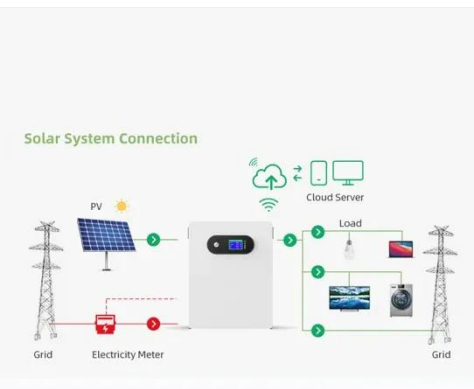 Solar System Connection
Cloud Server
PV
Load
Grid
Electricity Meter
Grid